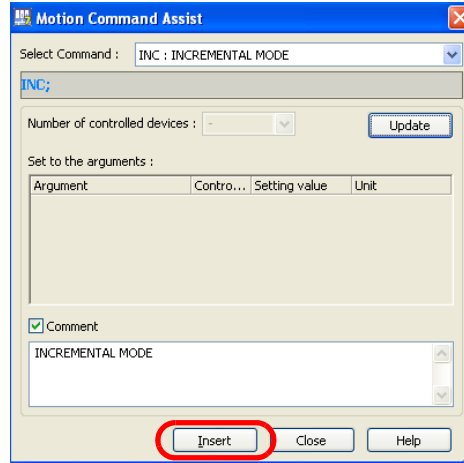 Motion Command Assist
Select Command : INC : INCREMENTAL MODE
INC;
Number of controlled devices : - Update
Set to the arguments :
Argument Contro... Setting value Unit
Comment
INCREMENTAL MODE
Insert Close Help